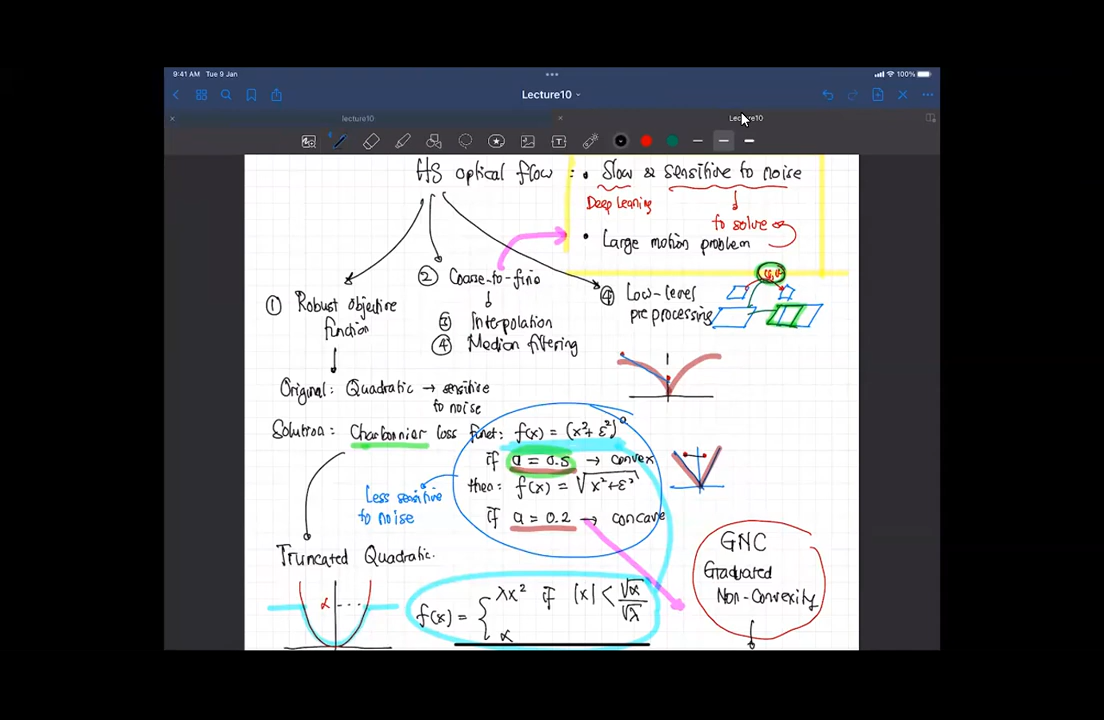 9:41 AM Tue 9 Jan
100%
Lecture10
lecture10
Lecture10
HS optical flow : • Slow & sensitive to noise
Deep Learning
to solve
• Large motion problem
② Coarse-to-fine
④ Low-level
pre processing
① Robust objective
function
③ Interpolation
④ Median filtering
Original: Quadratic → sensitive
to noise
Solution: Charbonnier loss funct: f(x) = (x²+ ε²)ᵃ
if a = 0.5 → convex
then: f(x) = √x²+ε²
if a = 0.2 → concave
Less sensitive
to noise
Truncated Quadratic.
α
f(x) = { λx² if |x| < √α/√λ
α
GNC
Graduated
Non-Convexity